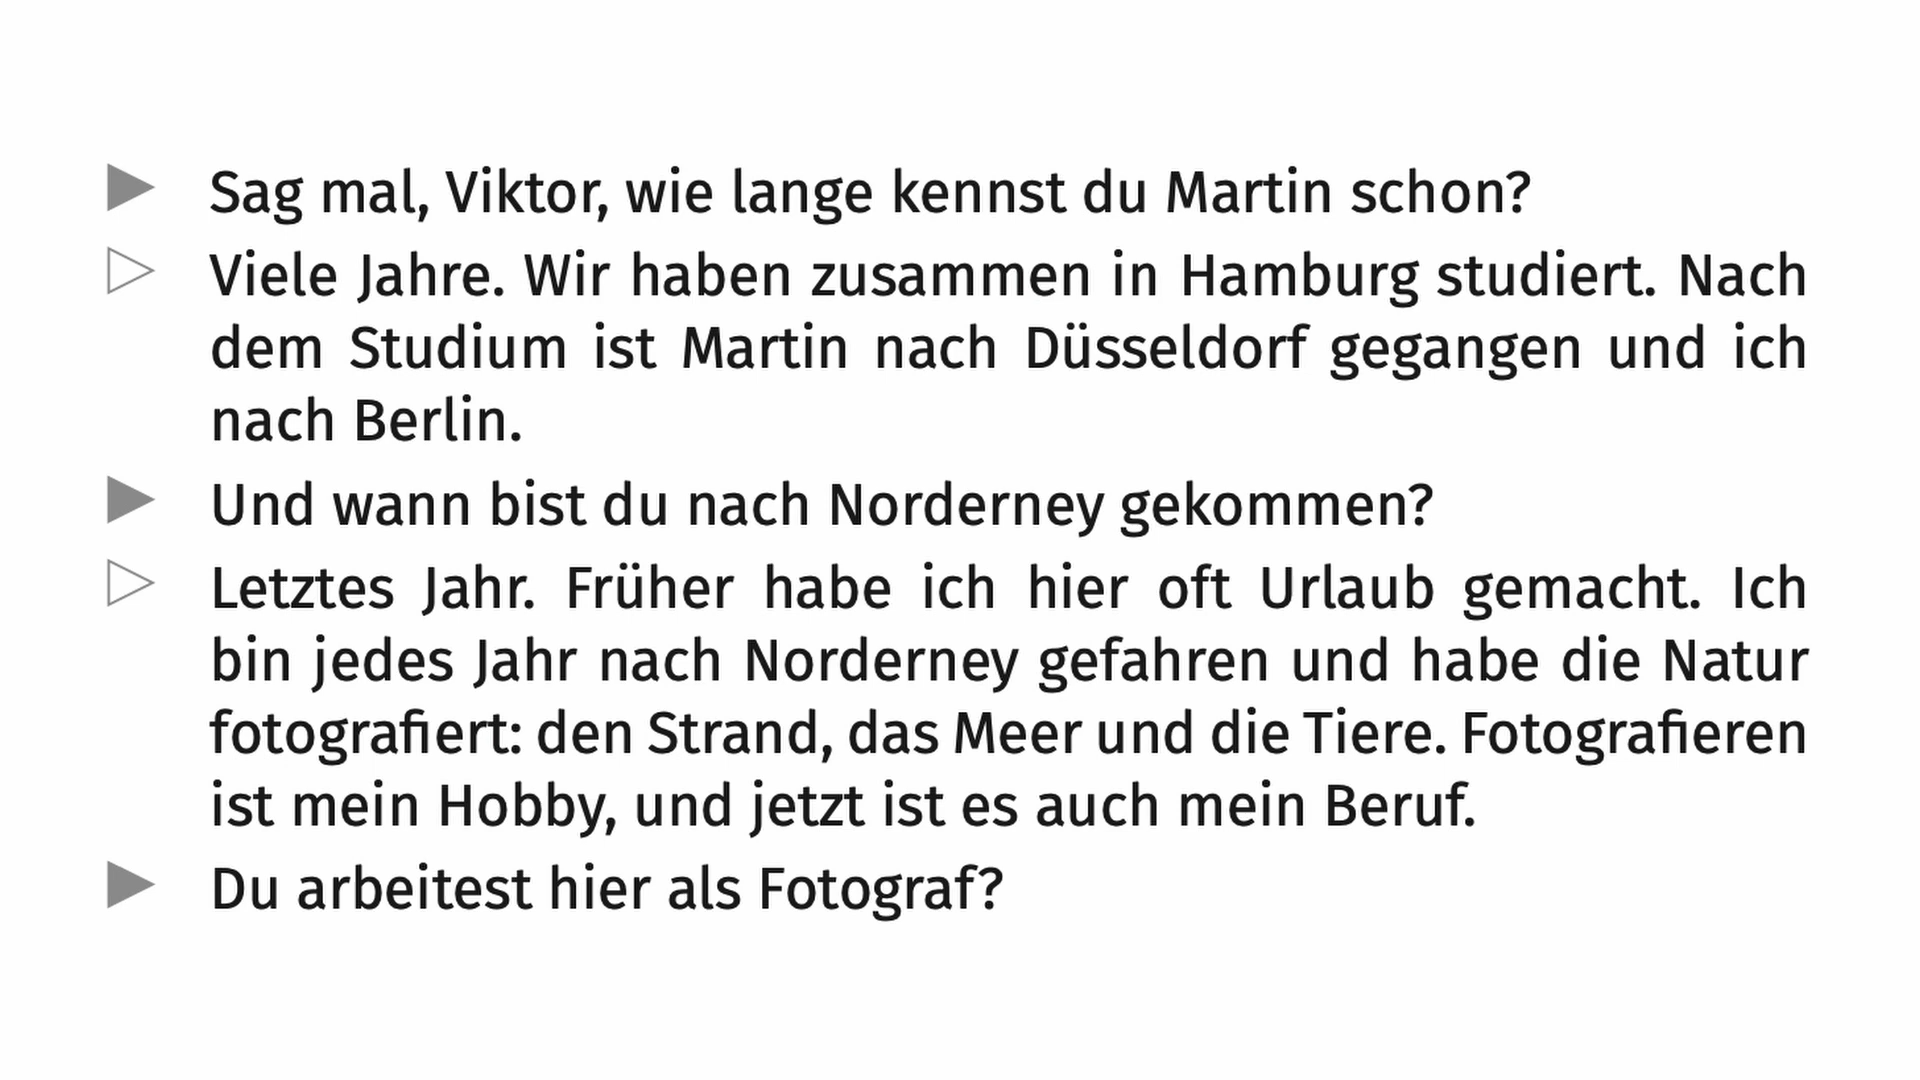 Sag mal, Viktor, wie lange kennst du Martin schon?
Viele Jahre. Wir haben zusammen in Hamburg studiert. Nach
dem Studium ist Martin nach Düsseldorf gegangen und ich
nach Berlin.
Und wann bist du nach Norderney gekommen?
Letztes Jahr. Früher habe ich hier oft Urlaub gemacht. Ich
bin jedes Jahr nach Norderney gefahren und habe die Natur
fotografiert: den Strand, das Meer und die Tiere. Fotografieren
ist mein Hobby, und jetzt ist es auch mein Beruf.
Du arbeitest hier als Fotograf?